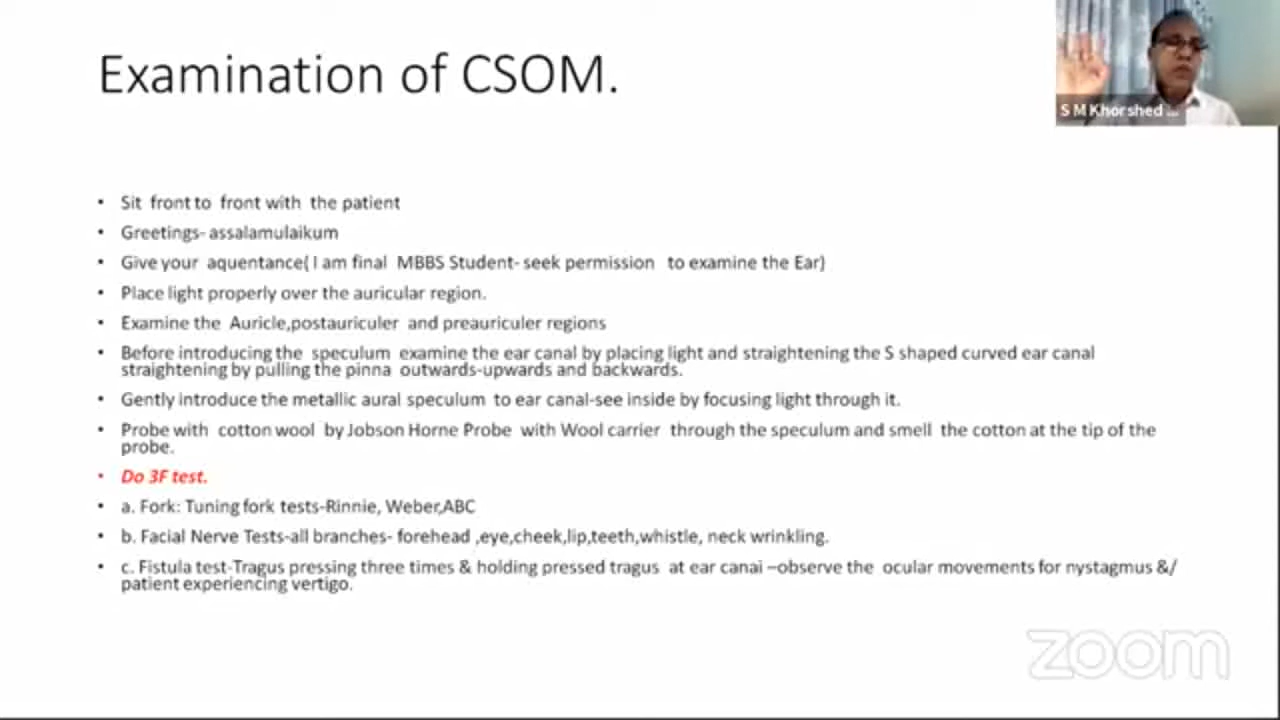 Examination of CSOM.
S M Khorshed ...
• Sit front to front with the patient
• Greetings- assalamulaikum
• Give your aquentance( I am final MBBS Student- seek permission to examine the Ear)
• Place light properly over the auricular region.
• Examine the Auricle,postauriculer and preauriculer regions
• Before introducing the speculum examine the ear canal by placing light and straightening the S shaped curved ear canal
straightening by pulling the pinna outwards-upwards and backwards.
• Gently introduce the metallic aural speculum to ear canal-see inside by focusing light through it.
• Probe with cotton wool by Jobson Horne Probe with Wool carrier through the speculum and smell the cotton at the tip of the
probe.
• Do 3F test.
• a. Fork: Tuning fork tests-Rinnie, Weber,ABC
• b. Facial Nerve Tests-all branches- forehead ,eye,cheek,lip,teeth,whistle, neck wrinkling.
• c. Fistula test-Tragus pressing three times & holding pressed tragus at ear canal –observe the ocular movements for nystagmus &/
patient experiencing vertigo.
zoom